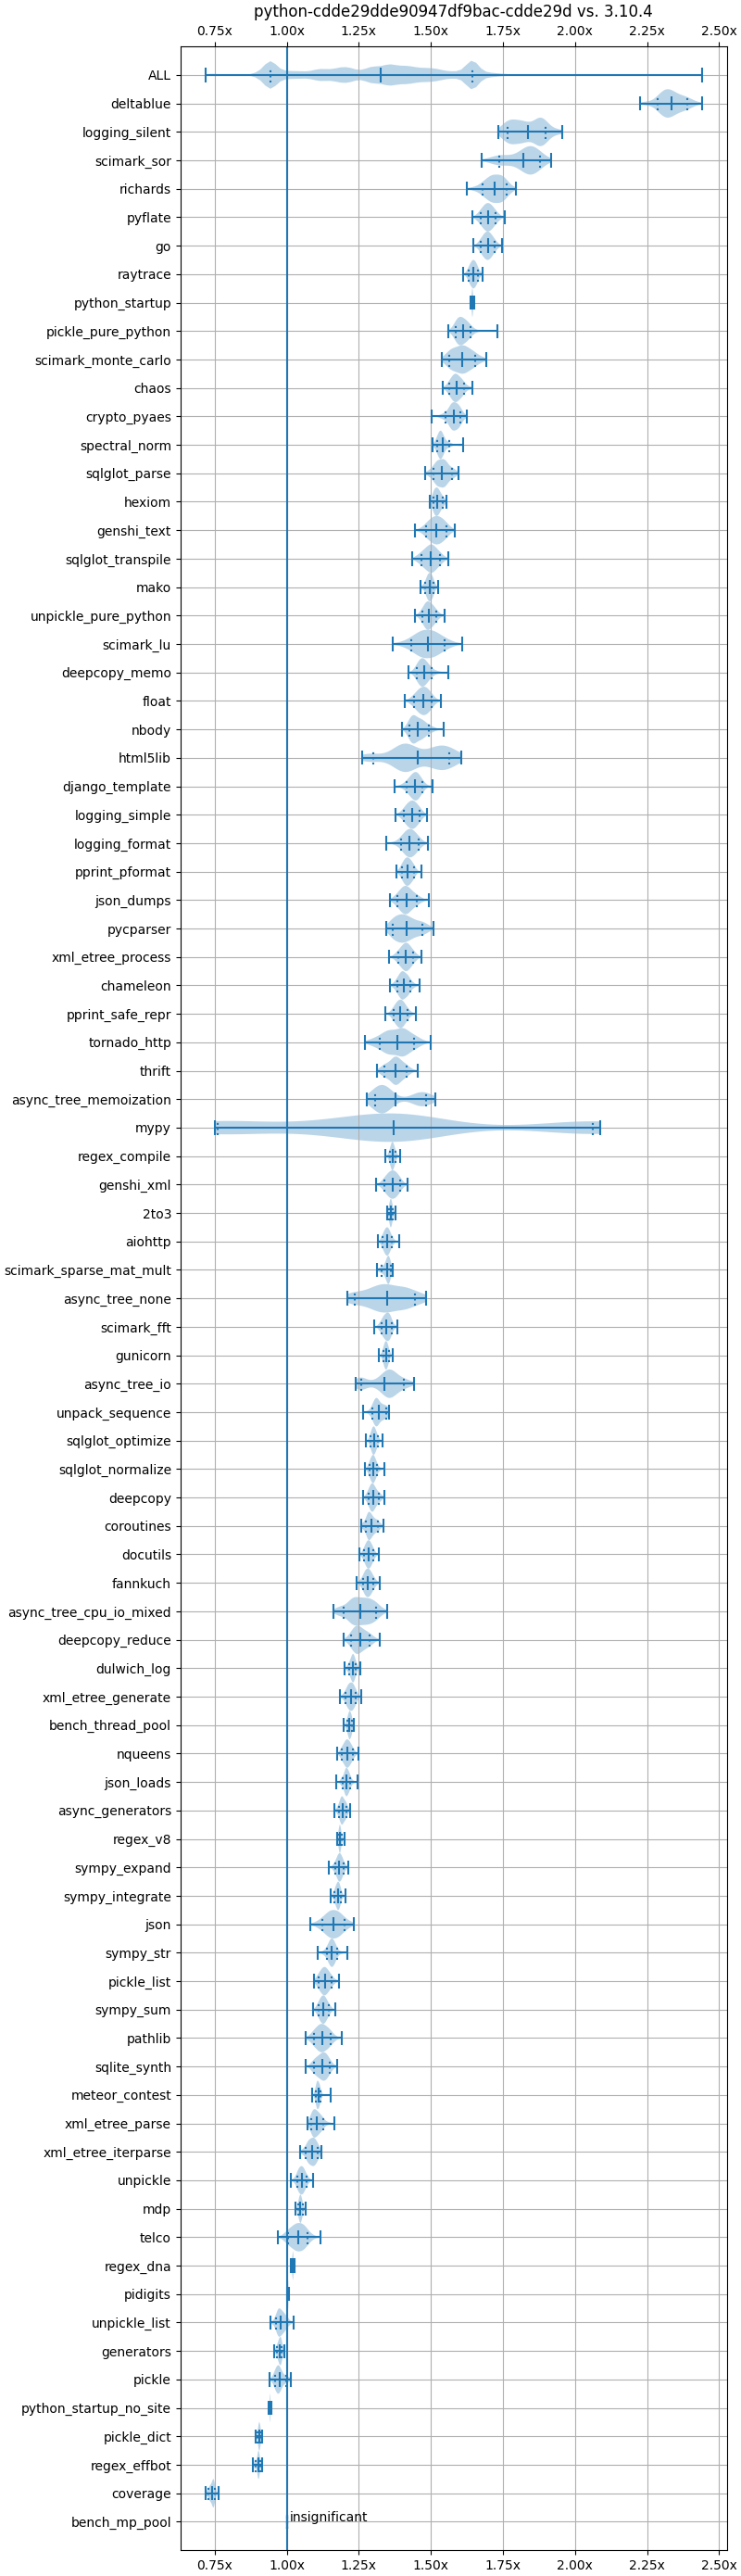 python-cdde29dde90947df9bac-cdde29d vs. 3.10.4
0.75x 1.00x 1.25x 1.50x 1.75x 2.00x 2.25x 2.50x
ALL
deltablue
logging_silent
scimark_sor
richards
pyflate
go
raytrace
python_startup
pickle_pure_python
scimark_monte_carlo
chaos
crypto_pyaes
spectral_norm
sqlglot_parse
hexiom
genshi_text
sqlglot_transpile
mako
unpickle_pure_python
scimark_lu
deepcopy_memo
float
nbody
html5lib
django_template
logging_simple
logging_format
pprint_pformat
json_dumps
pycparser
xml_etree_process
chameleon
pprint_safe_repr
tornado_http
thrift
async_tree_memoization
mypy
regex_compile
genshi_xml
2to3
aiohttp
scimark_sparse_mat_mult
async_tree_none
scimark_fft
gunicorn
async_tree_io
unpack_sequence
sqlglot_optimize
sqlglot_normalize
deepcopy
coroutines
docutils
fannkuch
async_tree_cpu_io_mixed
deepcopy_reduce
dulwich_log
xml_etree_generate
bench_thread_pool
nqueens
json_loads
async_generators
regex_v8
sympy_expand
sympy_integrate
json
sympy_str
pickle_list
sympy_sum
pathlib
sqlite_synth
meteor_contest
xml_etree_parse
xml_etree_iterparse
unpickle
mdp
telco
regex_dna
pidigits
unpickle_list
generators
pickle
python_startup_no_site
pickle_dict
regex_effbot
coverage
bench_mp_pool insignificant
0.75x 1.00x 1.25x 1.50x 1.75x 2.00x 2.25x 2.50x